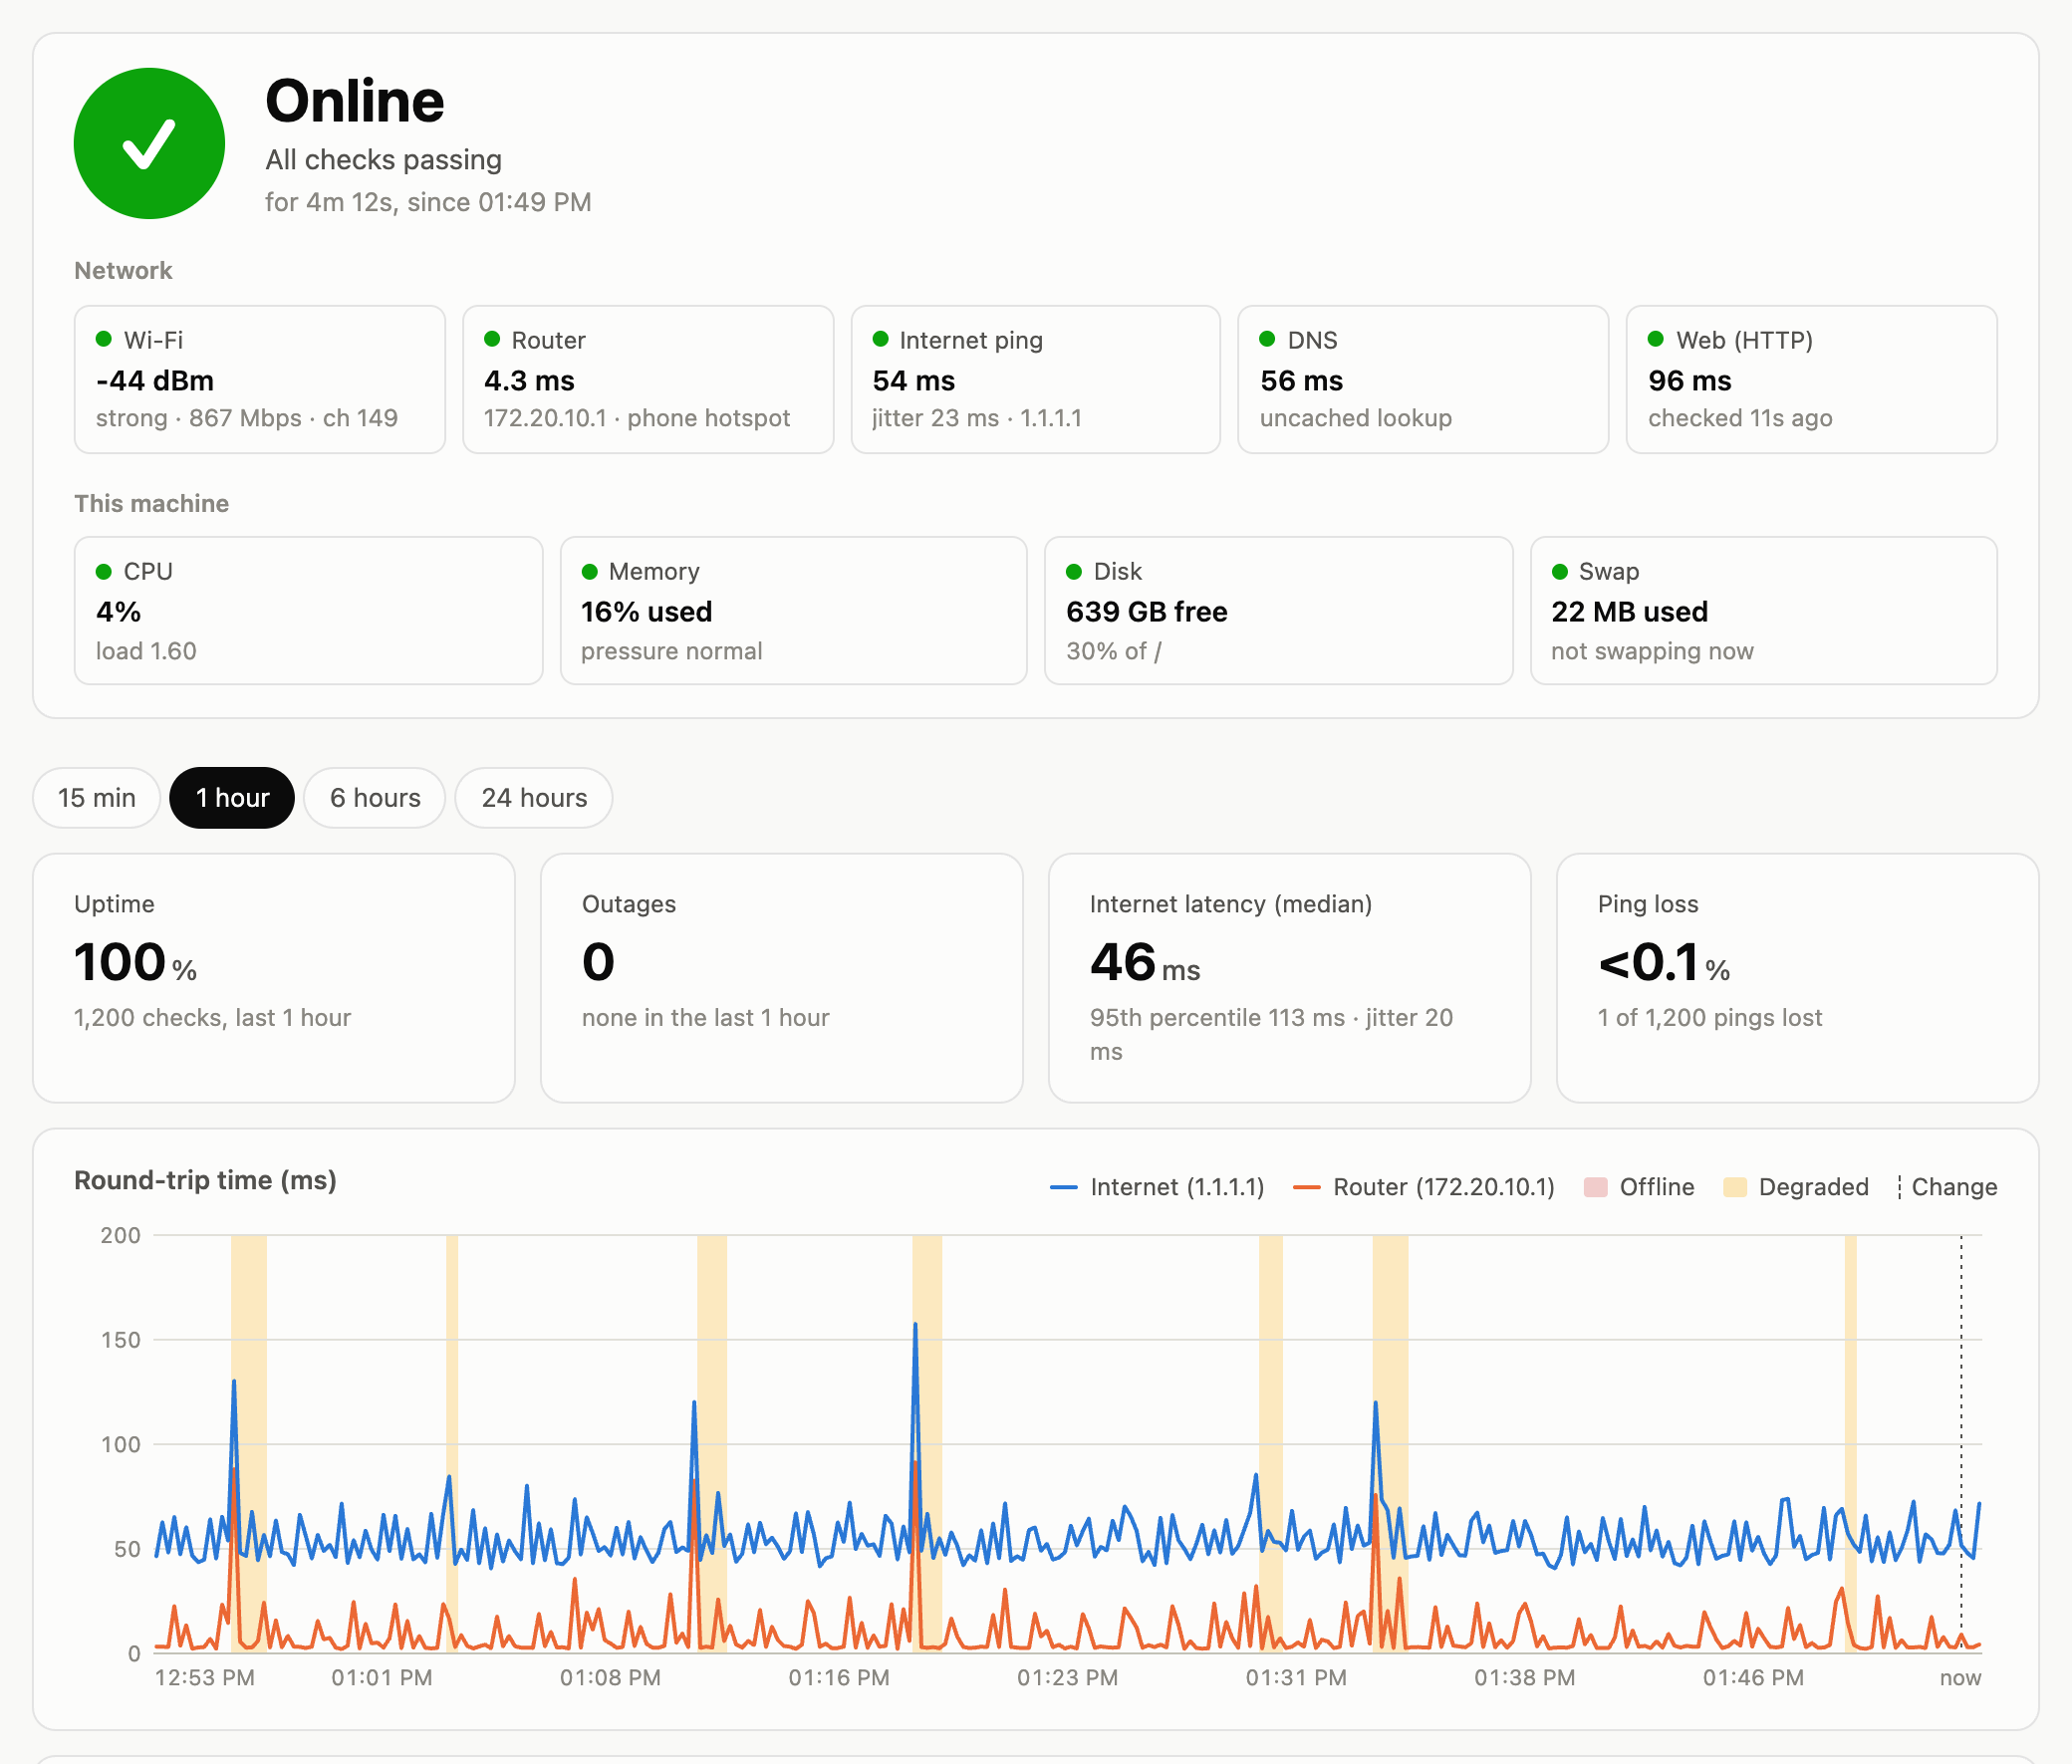 Online
All checks passing
for 4m 12s, since 01:49 PM
Network
Wi-Fi
-44 dBm
strong · 867 Mbps · ch 149
Router
4.3 ms
172.20.10.1 · phone hotspot
Internet ping
54 ms
jitter 23 ms · 1.1.1.1
DNS
56 ms
uncached lookup
Web (HTTP)
96 ms
checked 11s ago
This machine
CPU
4%
load 1.60
Memory
16% used
pressure normal
Disk
639 GB free
30% of /
Swap
22 MB used
not swapping now
15 min
1 hour
6 hours
24 hours
Uptime
100 %
1,200 checks, last 1 hour
Outages
0
none in the last 1 hour
Internet latency (median)
46 ms
95th percentile 113 ms · jitter 20
ms
Ping loss
<0.1 %
1 of 1,200 pings lost
Round-trip time (ms)
Internet (1.1.1.1)
Router (172.20.10.1)
Offline
Degraded
Change
200
150
100
50
0
12:53 PM
01:01 PM
01:08 PM
01:16 PM
01:23 PM
01:31 PM
01:38 PM
01:46 PM
now